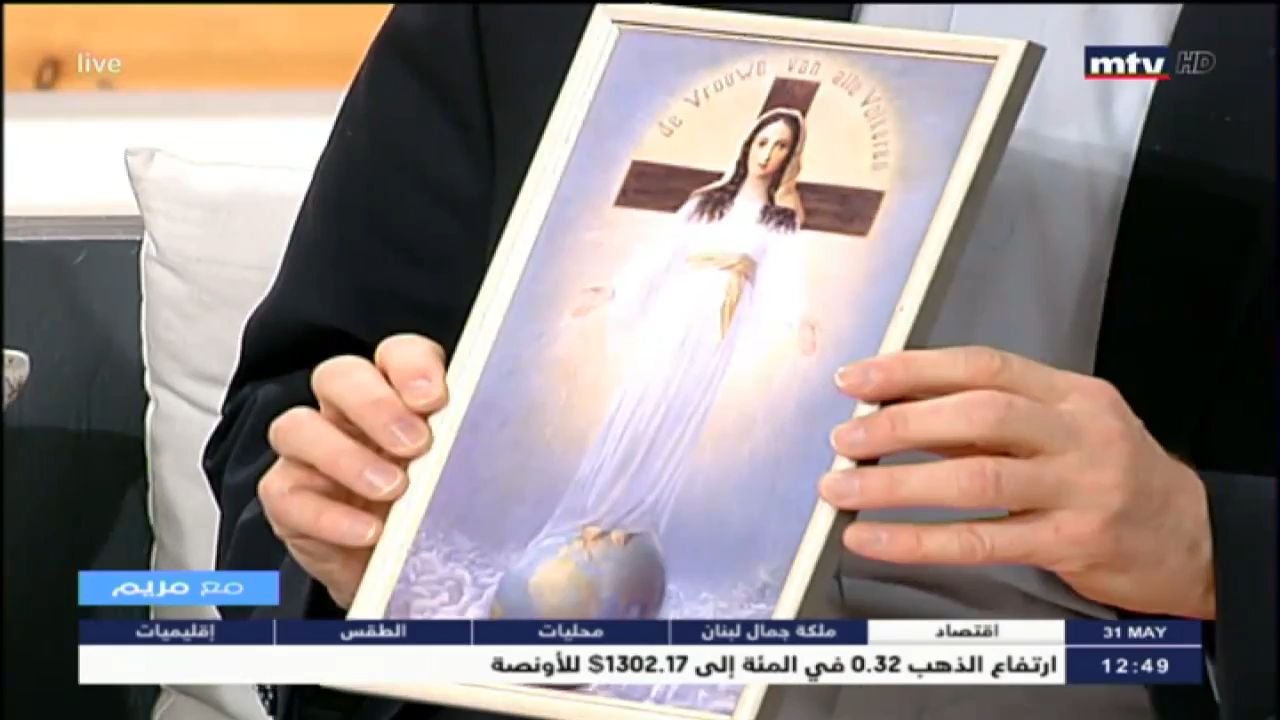 live
mtv HD
de Vrouwe van alle Volkeren
مع مريم
31 MAY
اقتصاد
ملكة جمال لبنان
محليات
الطقس
إقليميات
12:49
ارتفاع الذهب 0.32 في المئة إلى 1302.17$ للأونصة